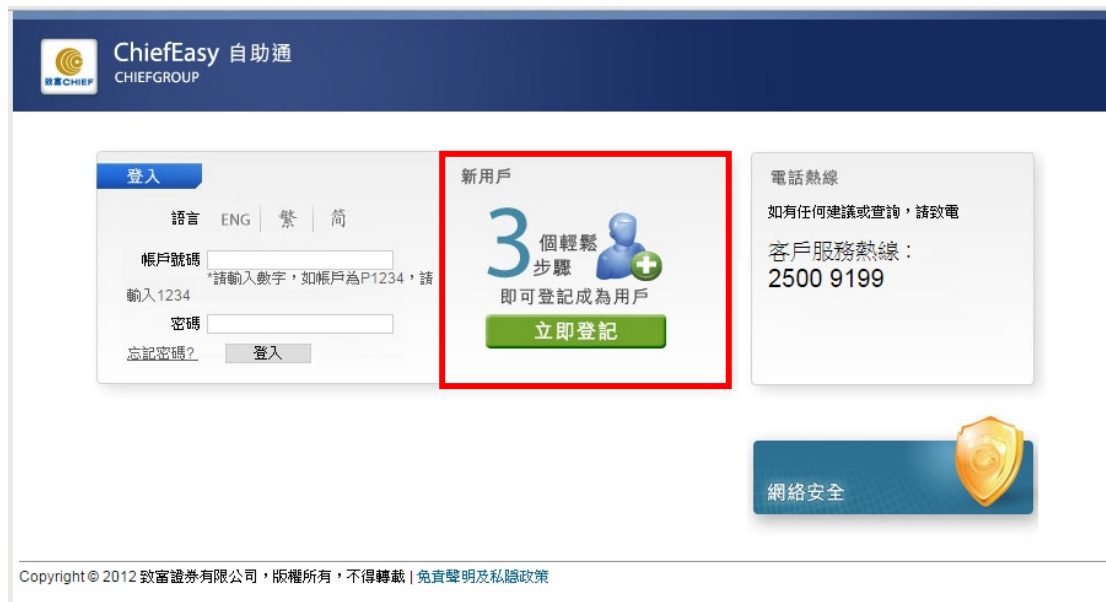 ChiefEasy 自助通
CHIEFGROUP
致富CHIEF
登入
語言 ENG 繁 简
帳戶號碼
*請輸入數字，如帳戶為P1234，請
輸入1234
密碼
忘記密碼?
登入
新用戶
3個輕鬆
步驟
即可登記成為用戶
立即登記
電話熱線
如有任何建議或查詢，請致電
客戶服務熱線：
2500 9199
網絡安全
Copyright © 2012 致富證券有限公司，版權所有，不得轉載 | 免責聲明及私隱政策